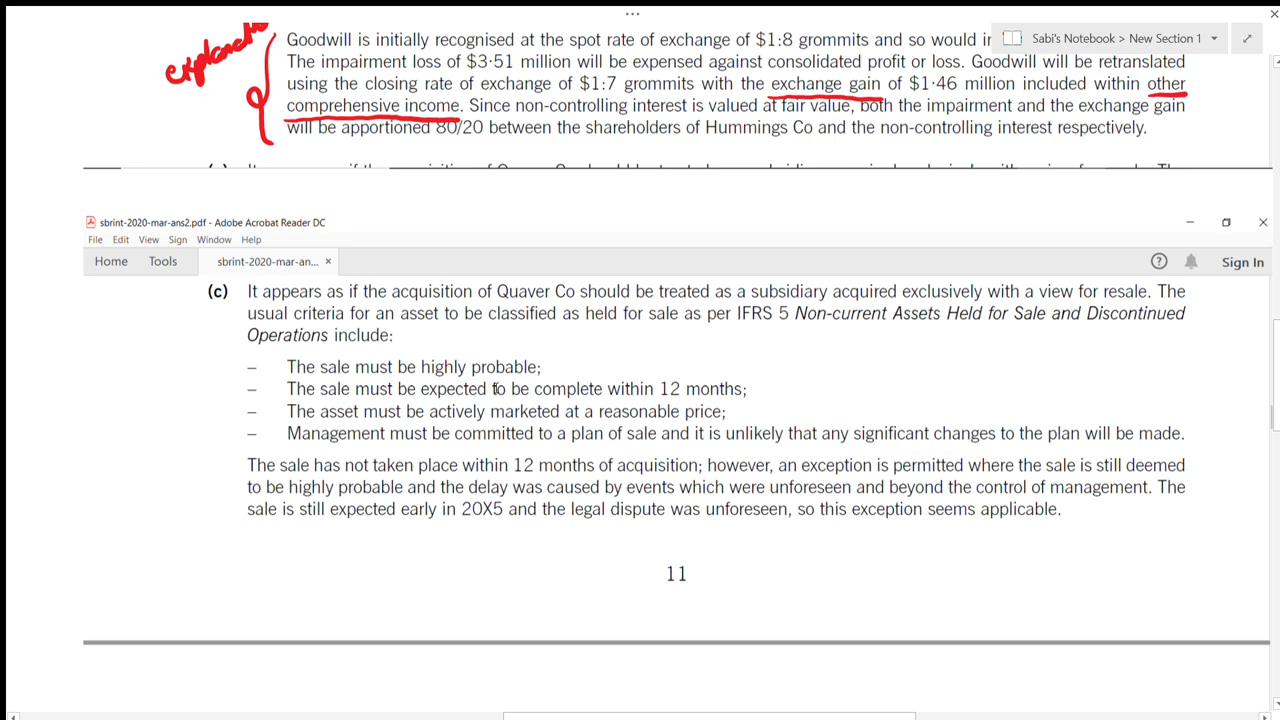 Sabi's Notebook > New Section 1
Goodwill is initially recognised at the spot rate of exchange of $1:8 grommits and so would
The impairment loss of $3·51 million will be expensed against consolidated profit or loss. Goodwill will be retranslated
using the closing rate of exchange of $1:7 grommits with the exchange gain of $1·46 million included within other
comprehensive income. Since non-controlling interest is valued at fair value, both the impairment and the exchange gain
will be apportioned 80/20 between the shareholders of Hummings Co and the non-controlling interest respectively.
sbrint-2020-mar-ans2.pdf - Adobe Acrobat Reader DC
File Edit View Sign Window Help
Home Tools sbrint-2020-mar-an... × Sign In
(c) It appears as if the acquisition of Quaver Co should be treated as a subsidiary acquired exclusively with a view for resale. The
usual criteria for an asset to be classified as held for sale as per IFRS 5 Non-current Assets Held for Sale and Discontinued
Operations include:
– The sale must be highly probable;
– The sale must be expected to be complete within 12 months;
– The asset must be actively marketed at a reasonable price;
– Management must be committed to a plan of sale and it is unlikely that any significant changes to the plan will be made.
The sale has not taken place within 12 months of acquisition; however, an exception is permitted where the sale is still deemed
to be highly probable and the delay was caused by events which were unforeseen and beyond the control of management. The
sale is still expected early in 20X5 and the legal dispute was unforeseen, so this exception seems applicable.
11